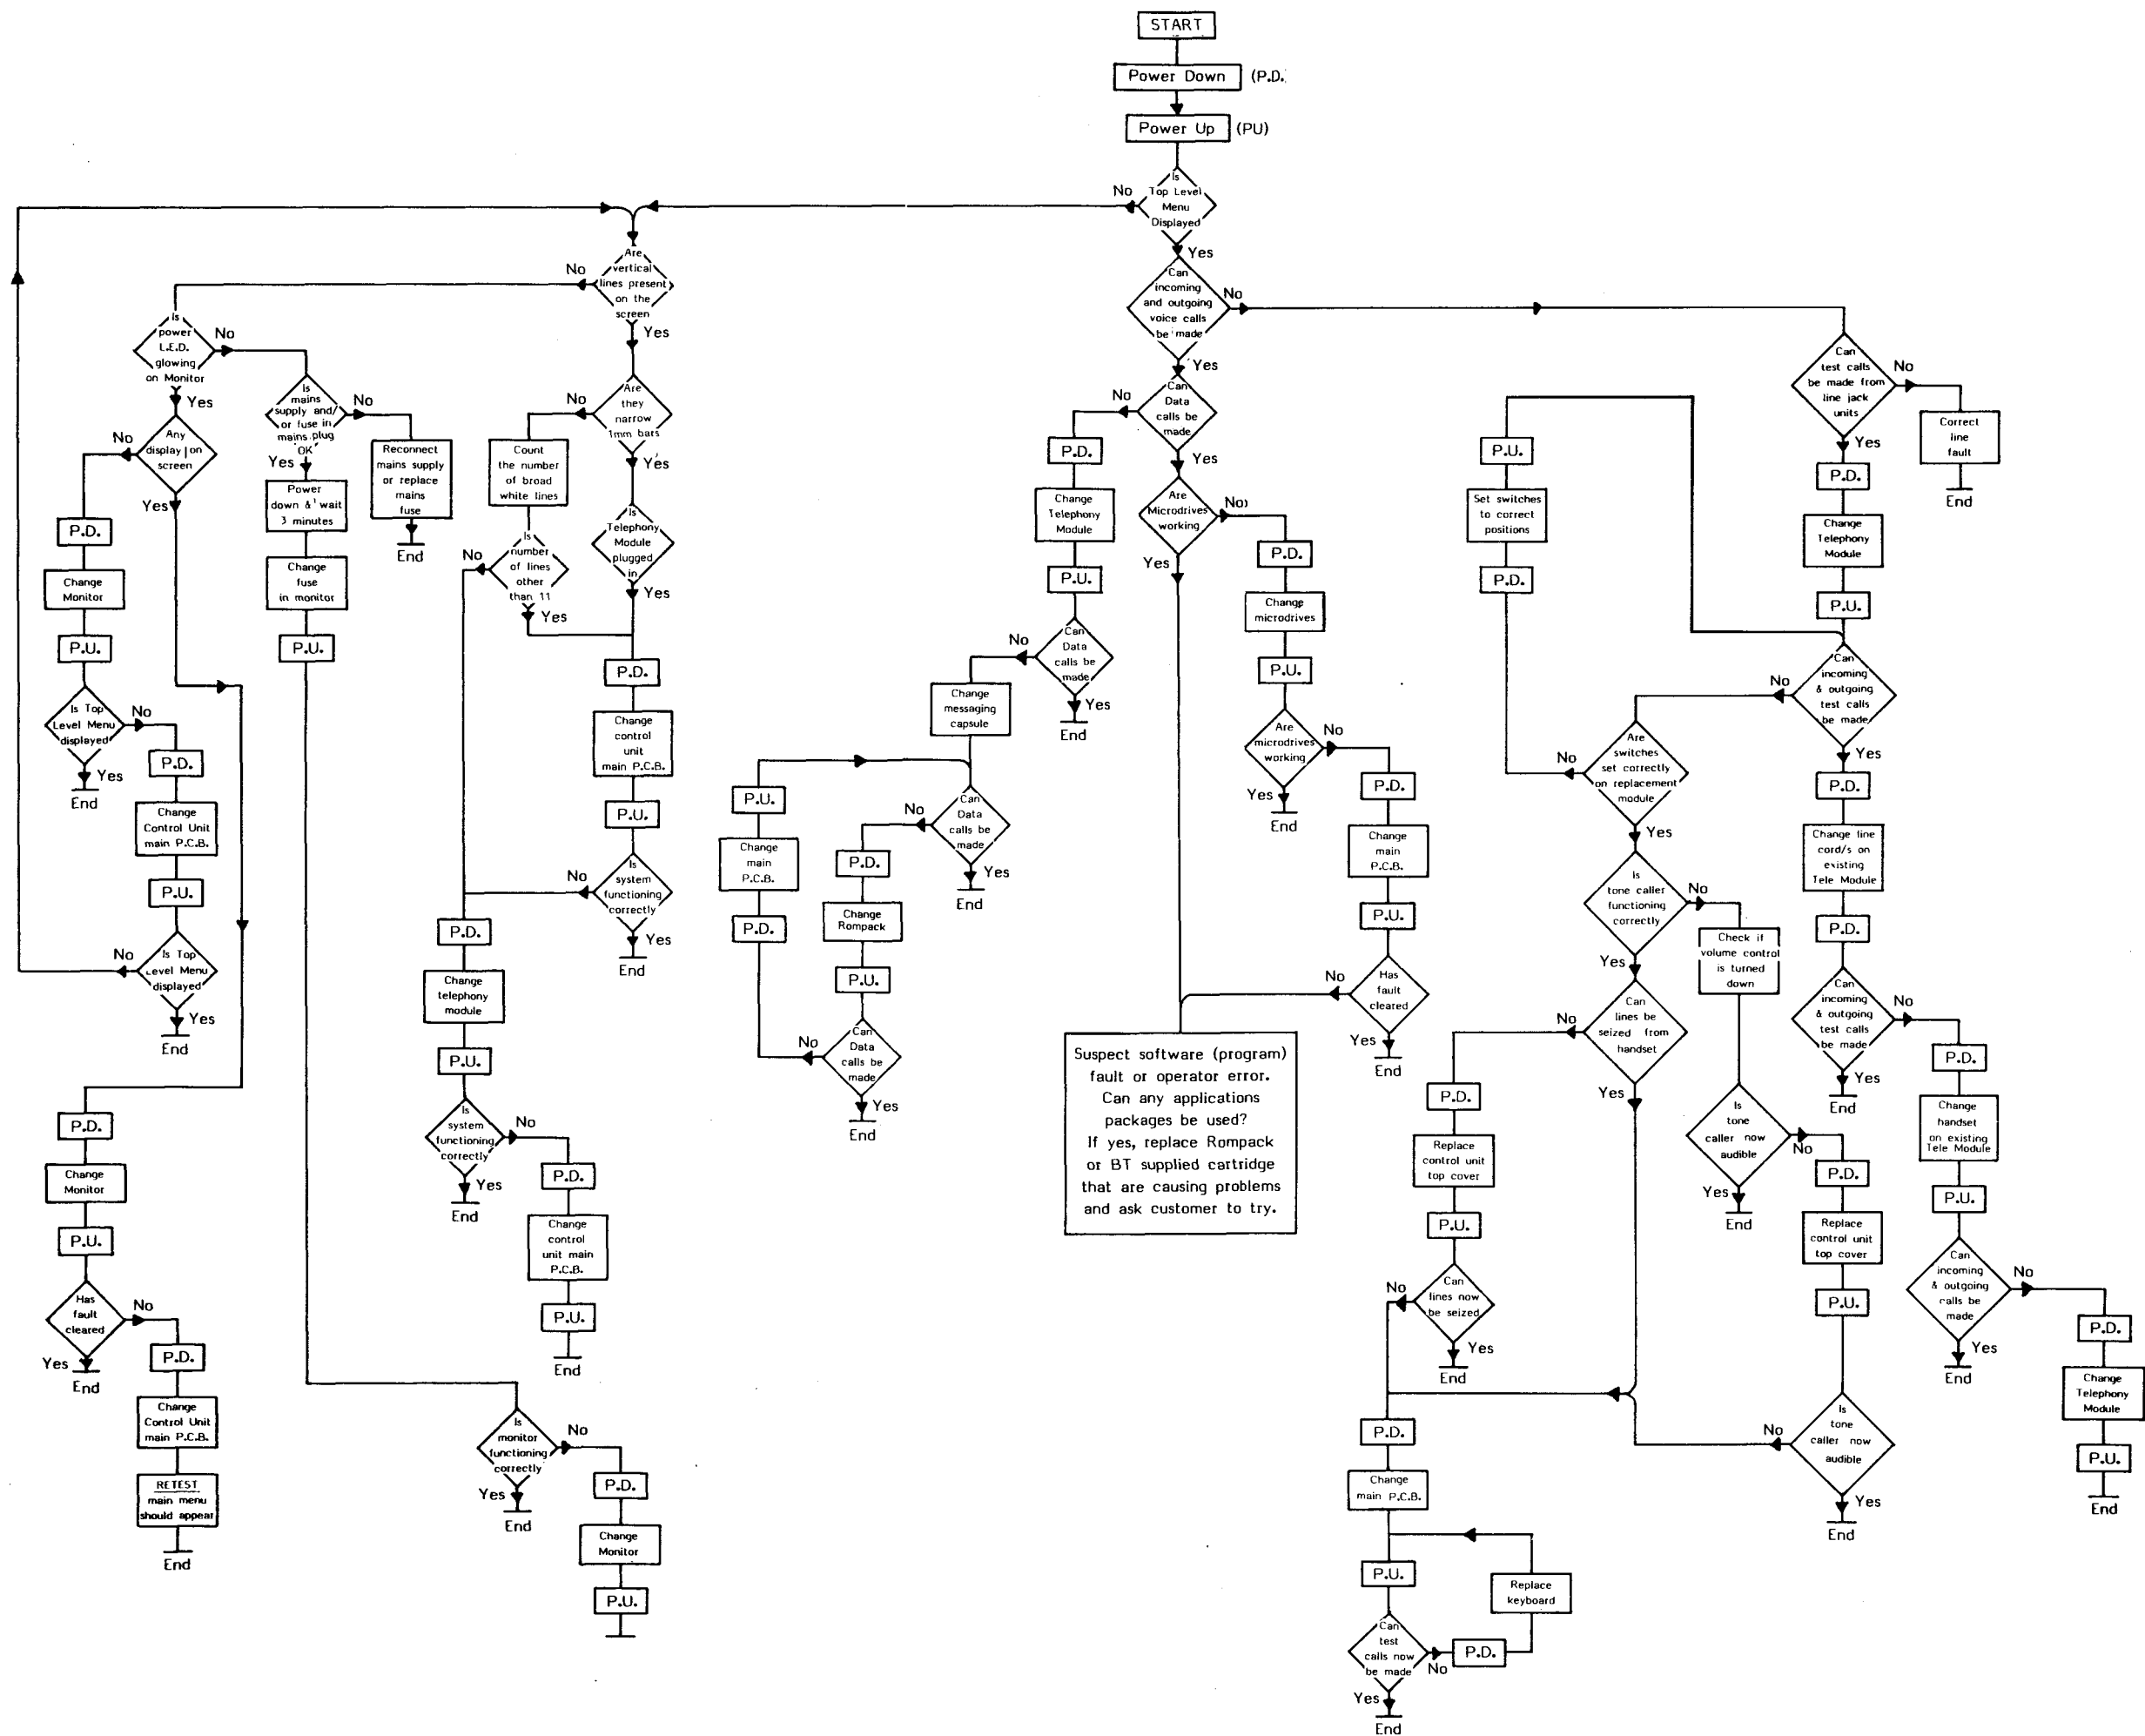 START
Power Down (P.D.)
Power Up (PU)
Is
Top Level
Menu
Displayed
No
Yes
Are
vertical
lines present
on the
screen
No
Yes
Is
power
L.E.D.
glowing
on Monitor
No
Yes
Any
display on
screen
No
Yes
P.D.
Change
Monitor
P.U.
Is Top
Level Menu
displayed
No
Yes
End
P.D.
Change
Control Unit
main P.C.B.
P.U.
Is Top
Level Menu
displayed
No
Yes
End
P.D.
Change
Monitor
P.U.
Has
fault
cleared
No
Yes
End
P.D.
Change
Control Unit
main P.C.B.
RETEST
main menu
should appear
End
Is
mains
supply and/
or fuse in
mains plug
'OK'
No
Yes
Reconnect
mains supply
or replace
mains
fuse
End
Power
down & wait
3 minutes
Change
fuse
in monitor
P.U.
Is
monitor
functioning
correctly
No
Yes
End
P.D.
Change
Monitor
P.U.
Are
they
narrow
1mm bars
No
Yes
Count
the number
of broad
white lines
Is
number
of lines
other
than 11
No
Yes
Is
Telephony
Module
plugged
in
Yes
P.D.
Change
control
unit
main P.C.B.
P.U.
Is
system
functioning
correctly
No
Yes
End
P.D.
Change
telephony
module
P.U.
Is
system
functioning
correctly
No
Yes
End
P.D.
Change
control
unit main
P.C.B.
P.U.
End
Can
incoming
and outgoing
voice calls
be made
No
Yes
Can
Data
calls be
made
No
Yes
P.D.
Change
Telephony
Module
P.U.
Can
Data
calls be
made
No
Yes
End
Change
messaging
capsule
Can
Data
calls be
made
No
Yes
End
P.D.
Change
Rompack
P.U.
Can
Data
calls be
made
No
Yes
End
P.D.
Change
main
P.C.B.
P.U.
Are
Microdrives
working
No
Yes
P.D.
Change
microdrives
P.U.
Are
microdrives
working
No
Yes
End
P.D.
Change
main
P.C.B.
P.U.
Has
fault
cleared
No
Yes
End
Suspect software (program)
fault or operator error.
Can any applications
packages be used?
If yes, replace Rompack
or BT supplied cartridge
that are causing problems
and ask customer to try.
Can
test calls
be made from
line jack
units
No
Yes
Correct
line
fault
End
P.D.
Change
Telephony
Module
P.U.
Can
incoming
& outgoing
test calls
be made
No
Yes
Are
switches
set correctly
on replacement
module
No
Yes
P.D.
Set switches
to correct
positions
P.U.
Is
tone caller
functioning
correctly
No
Yes
Check if
volume control
is turned
down
Is
tone
caller now
audible
No
Yes
End
P.D.
Replace
control unit
top cover
P.U.
Is
tone
caller now
audible
No
Yes
End
Can
lines be
seized from
handset
No
Yes
P.D.
Replace
control unit
top cover
P.U.
Can
lines now
be seized
No
Yes
End
P.D.
Change
main P.C.B.
P.U.
Can
test
calls now
be made
No
Yes
End
P.D.
Replace
keyboard
P.D.
Change line
cord/s on
existing
Tele Module
P.D.
Can
incoming
& outgoing
test calls
be made
No
Yes
End
P.D.
Change
handset
on existing
Tele Module
P.U.
Can
incoming
& outgoing
calls be
made
No
Yes
End
P.D.
Change
Telephony
Module
P.U.
End